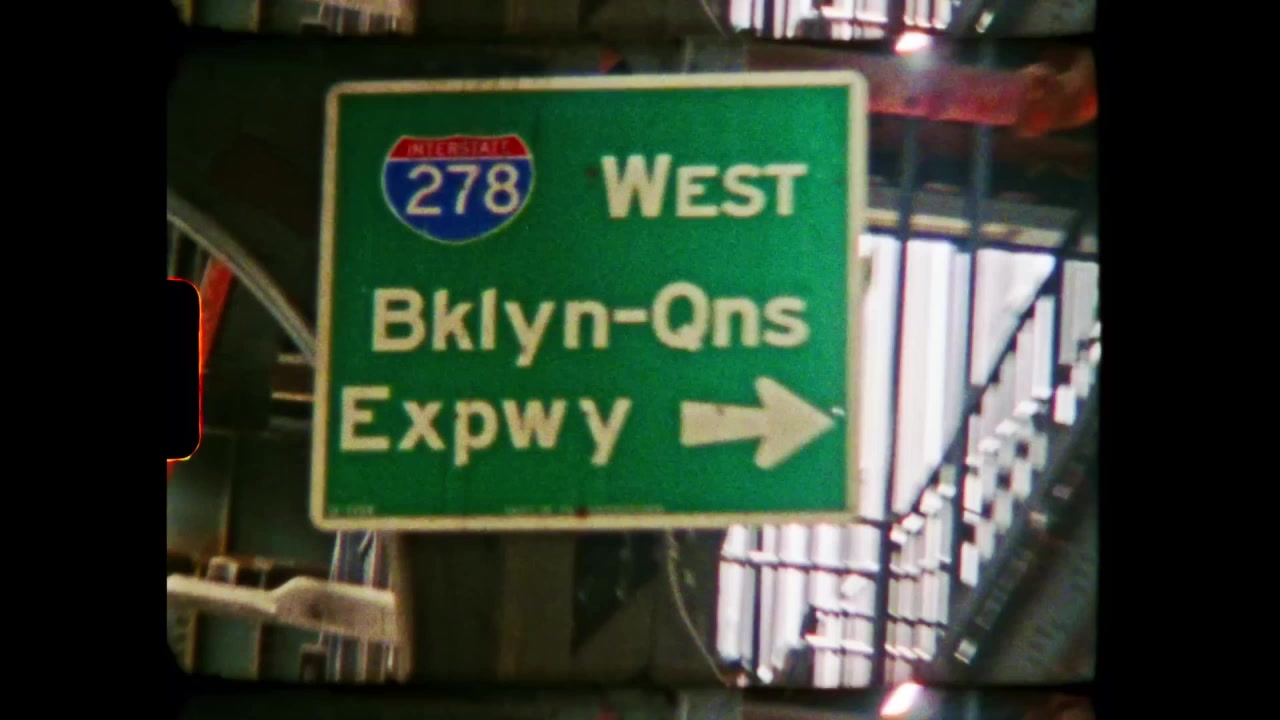 INTERSTATE
278 WEST
Bklyn-Qns
Expwy